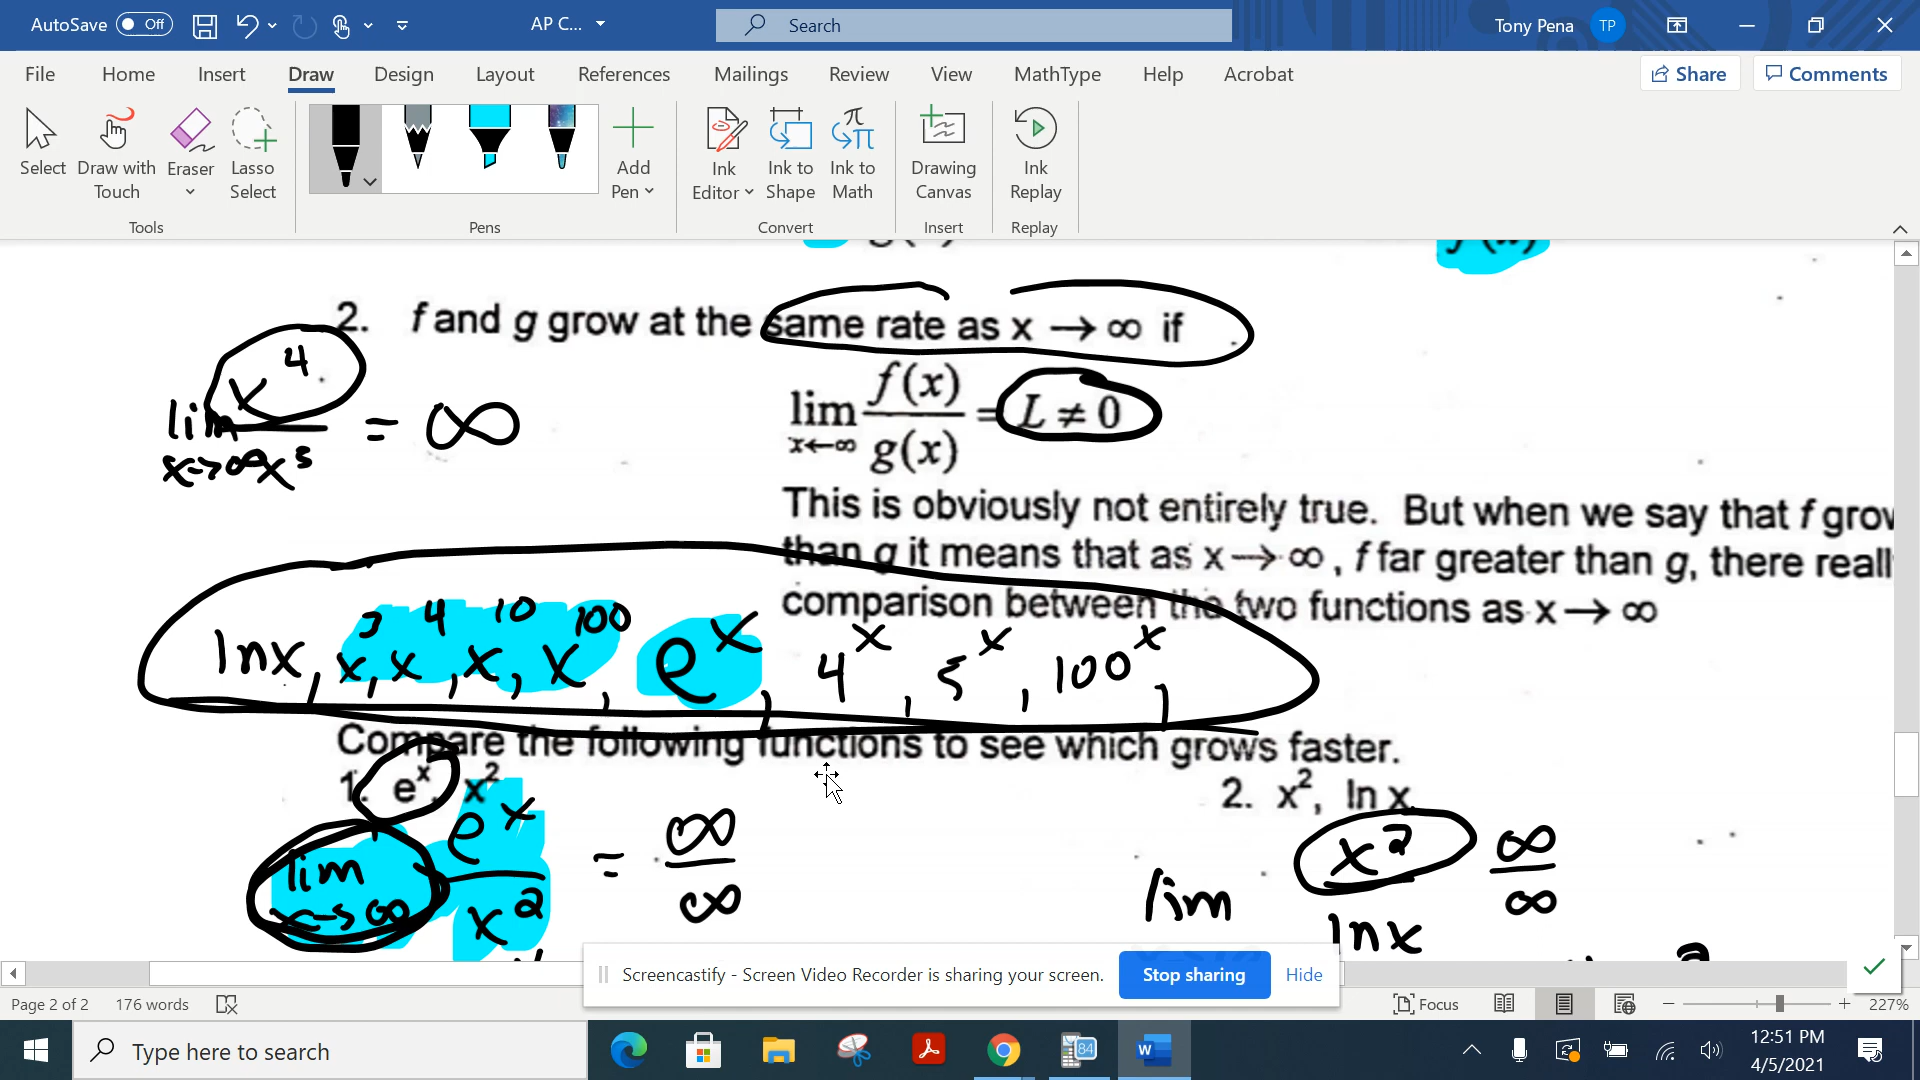 AutoSave Off AP C... Search Tony Pena TP
File Home Insert Draw Design Layout References Mailings Review View MathType Help Acrobat Share Comments
Select Draw with Touch Eraser Lasso Select Add Pen Ink Editor Ink to Shape Ink to Math Drawing Canvas Ink Replay
Tools Pens Convert Insert Replay
2. f and g grow at the same rate as x → ∞ if
lim x→∞ x^4/x^3 = ∞
lim x←∞ f(x)/g(x) = L ≠ 0
This is obviously not entirely true. But when we say that f grow
than g it means that as x → ∞, f far greater than g, there reall
comparison between the two functions as x → ∞
lnx, x^3, x^4, x^10, x^100, e^x, 4^x, 5^x, 100^x,
Compare the following functions to see which grows faster.
1. e^x, x^2
2. x^2, ln x
lim x→∞ e^x/x^2 = ∞/∞
lim x^2/lnx ∞/∞
2
Screencastify - Screen Video Recorder is sharing your screen. Stop sharing Hide
Page 2 of 2 176 words Focus 227%
Type here to search 84 12:51 PM
4/5/2021